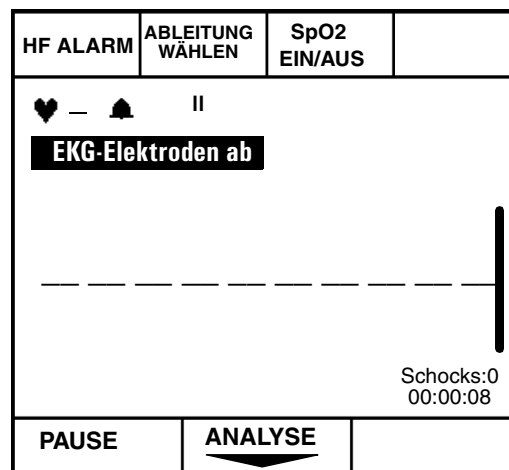 HF ALARM
ABLEITUNG
WÄHLEN
SpO2
EIN/AUS
II
EKG-Elektroden ab
Schocks:0
00:00:08
PAUSE
ANALYSE